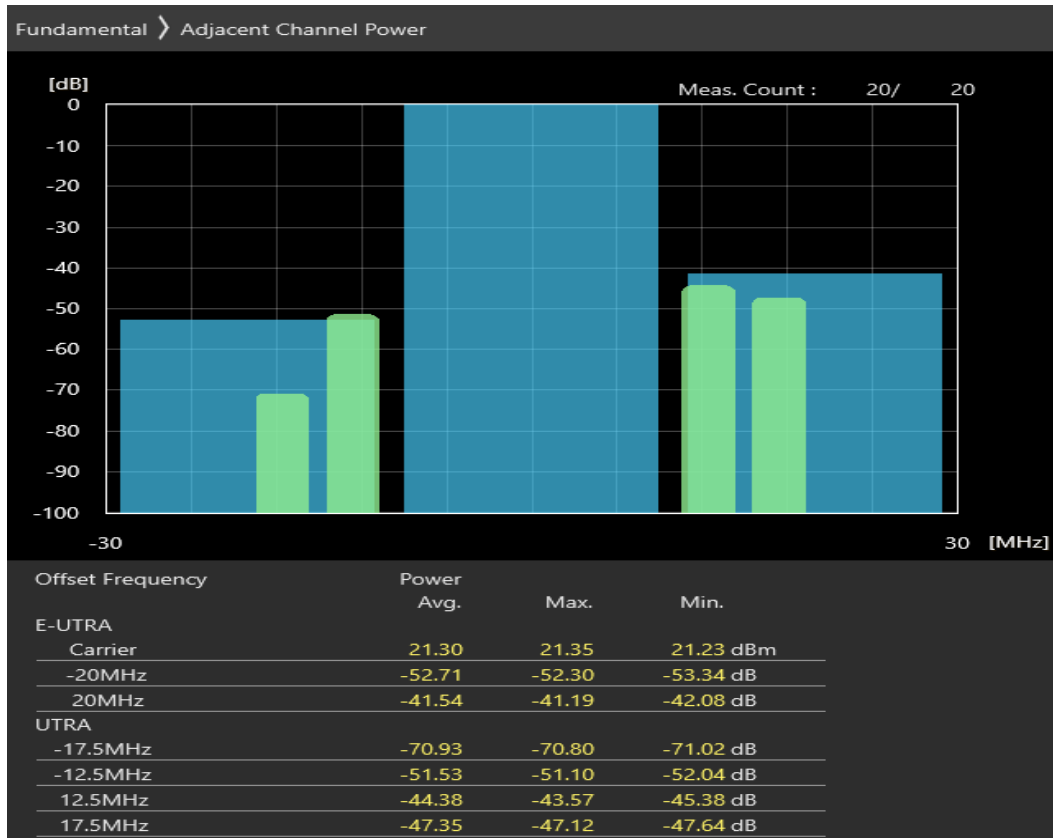 Fundamental 〉 Adjacent Channel Power
[dB]
Meas. Count : 20/ 20
0
-10
-20
-30
-40
-50
-60
-70
-80
-90
-100
-30 30 [MHz]
Offset Frequency Power
Avg. Max. Min.
E-UTRA
Carrier 21.30 21.35 21.23 dBm
-20MHz -52.71 -52.30 -53.34 dB
20MHz -41.54 -41.19 -42.08 dB
UTRA
-17.5MHz -70.93 -70.80 -71.02 dB
-12.5MHz -51.53 -51.10 -52.04 dB
12.5MHz -44.38 -43.57 -45.38 dB
17.5MHz -47.35 -47.12 -47.64 dB